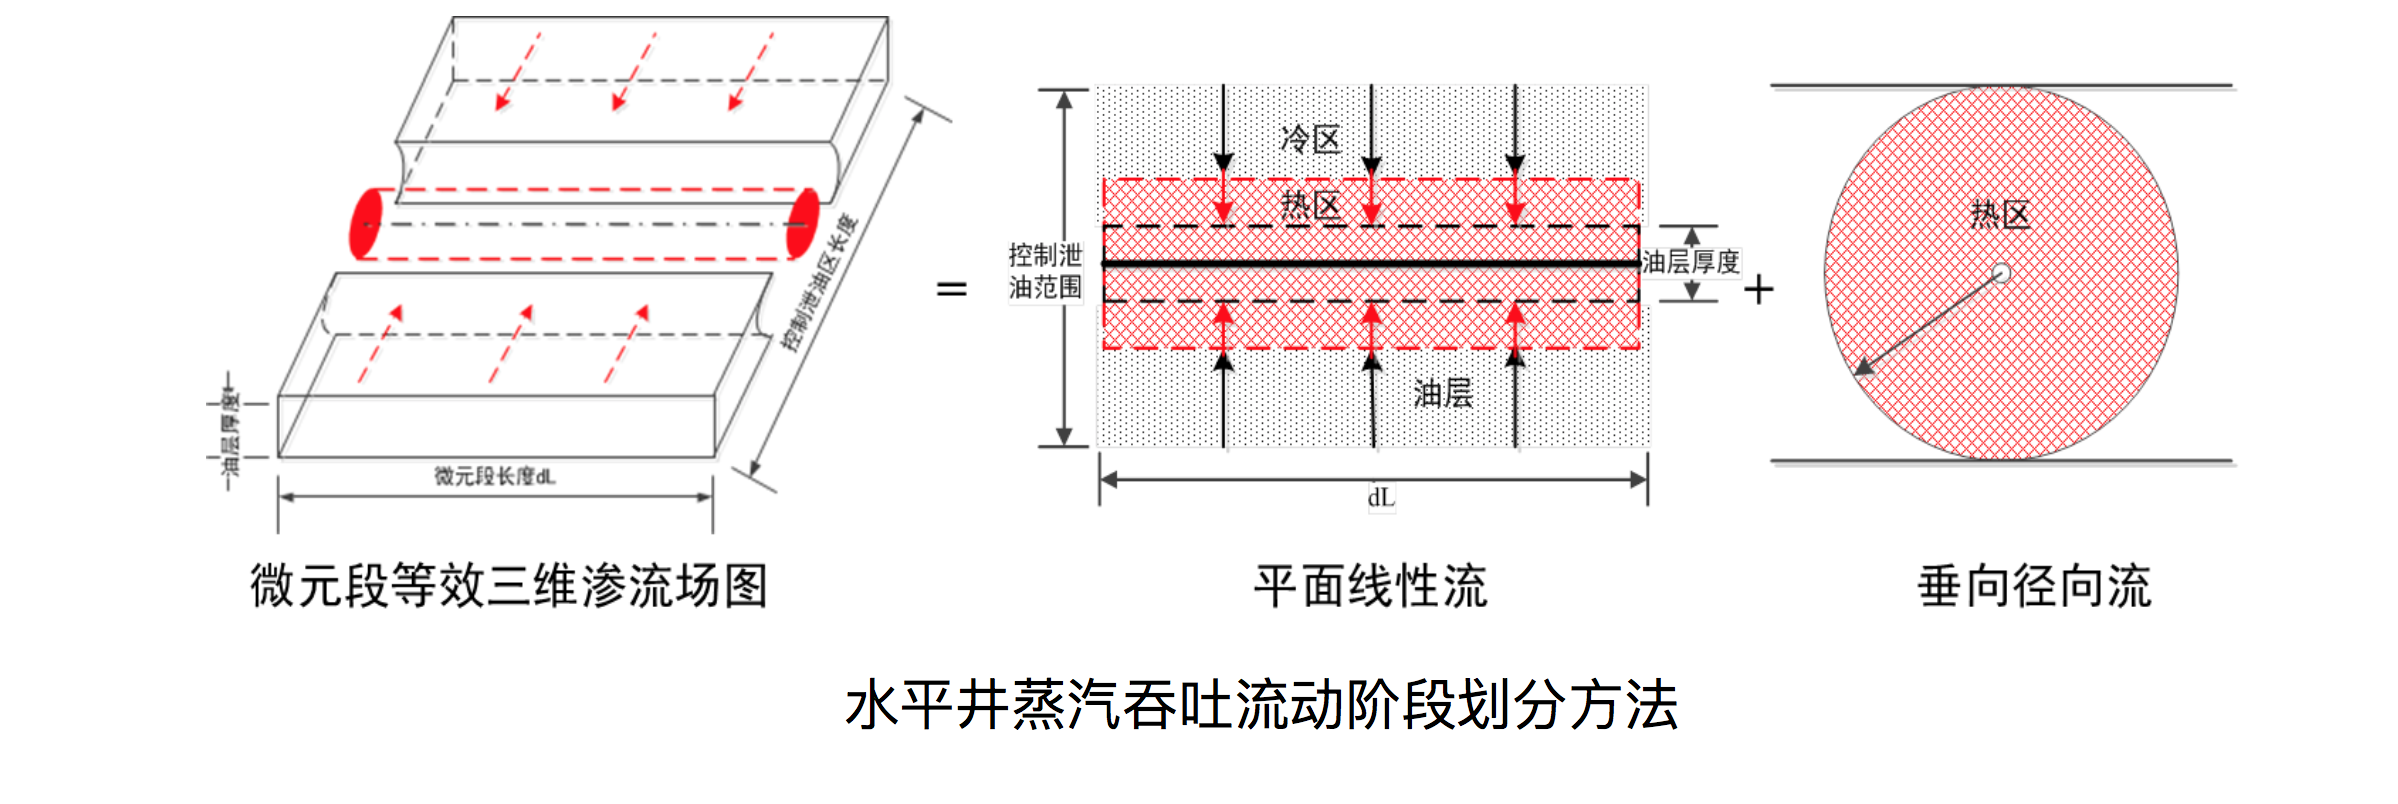 控制泄油区长度
油层厚度
微元段长度dL
微元段等效三维渗流场图
=
冷区
热区
控制泄
油范围
油层厚度
油层
dL
平面线性流
+
热区
垂向径向流
水平井蒸汽吞吐流动阶段划分方法